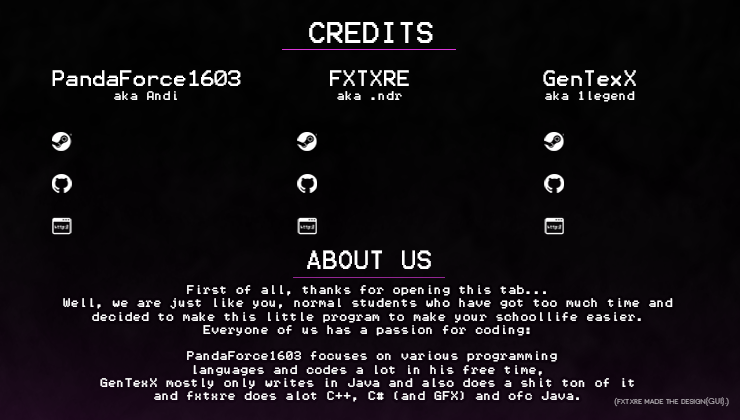 CREDITS
PandaForce1603
aka Andi
FXTXRE
aka .ndr
GenTexX
aka 1legend
http://
http://
http://
ABOUT US
First of all, thanks for opening this tab...
Well, we are just like you, normal students who have got too much time and
decided to make this little program to make your schoollife easier.
Everyone of us has a passion for coding:
PandaForce1603 focuses on various programming
languages and codes a lot in his free time,
GenTexX mostly only writes in Java and also does a shit ton of it
and fxtxre does alot C++, C# (and GFX) and ofc Java.
(FXTXRE MADE THE DESIGN(GUI).)